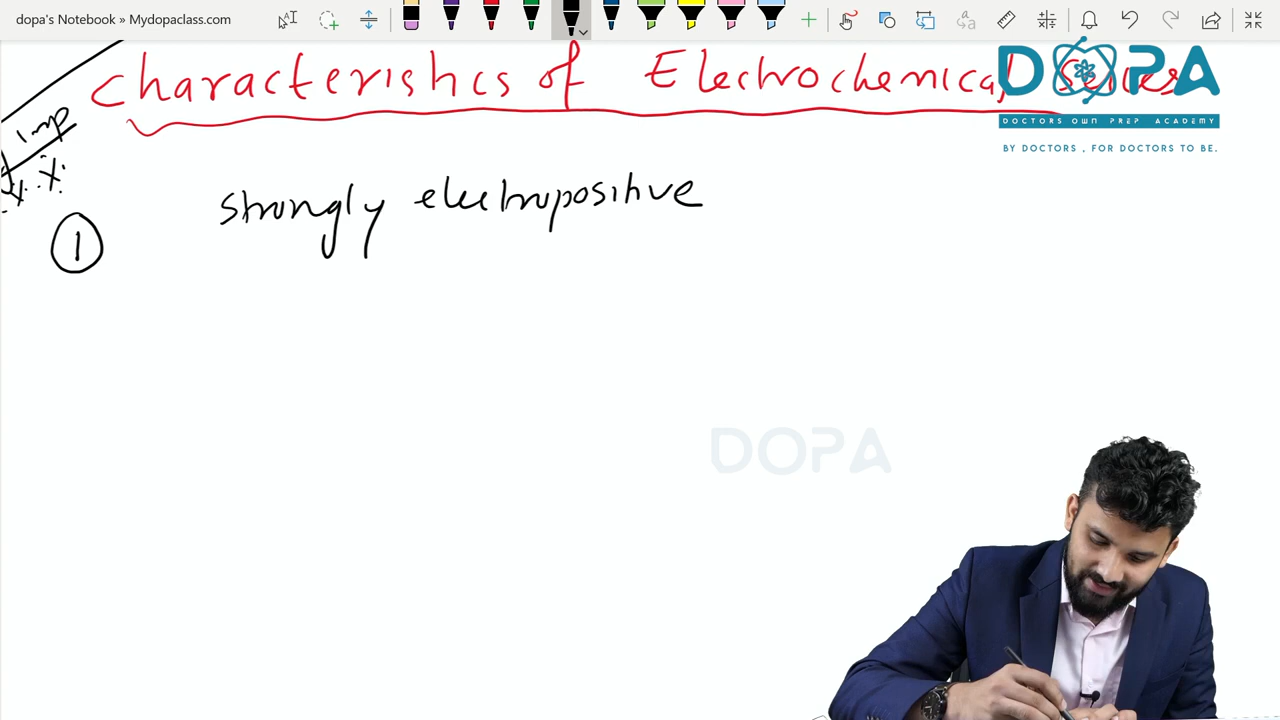 dopa's Notebook » Mydopaclass.com
Characteristics of Electrochemical Series
DOPA
DOCTORS OWN PREP ACADEMY
BY DOCTORS , FOR DOCTORS TO BE.
Imp
1 strongly electropositive
DOPA